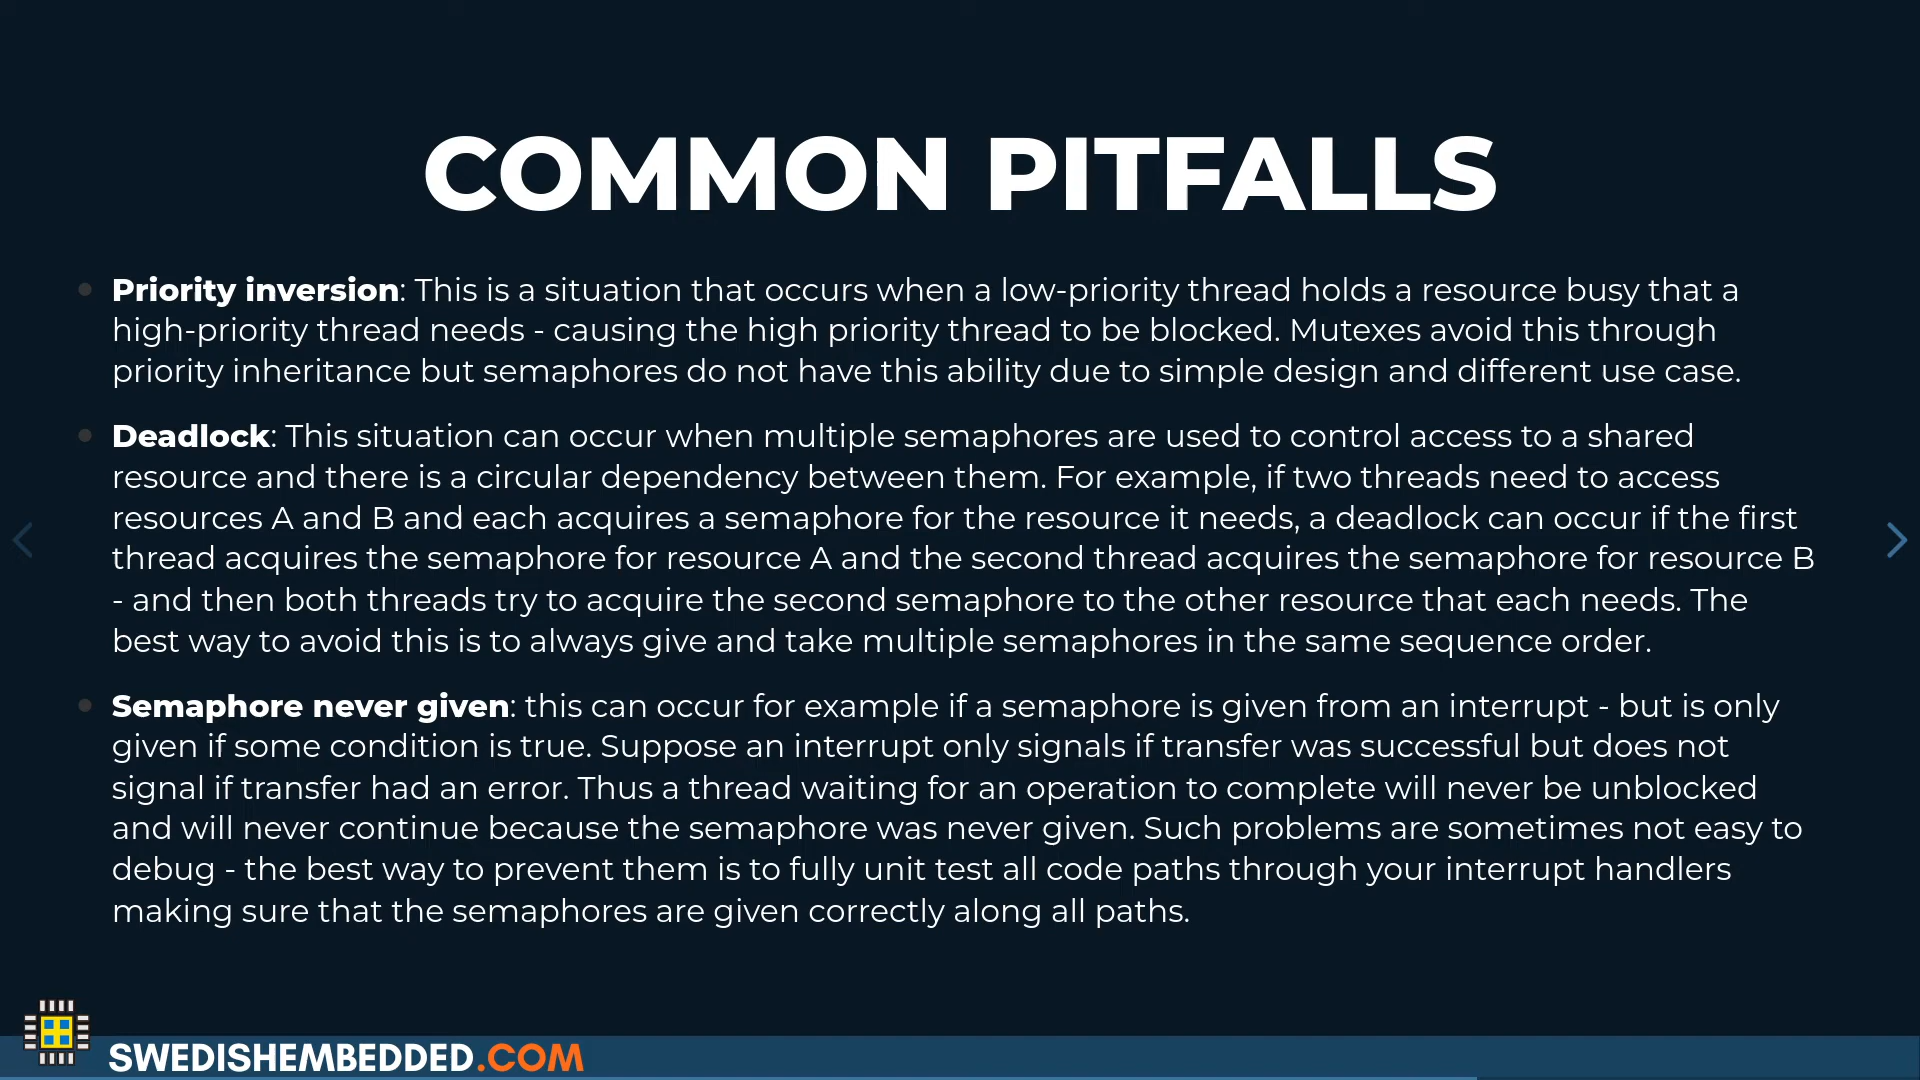 COMMON PITFALLS
Priority inversion: This is a situation that occurs when a low-priority thread holds a resource busy that a
high-priority thread needs - causing the high priority thread to be blocked. Mutexes avoid this through
priority inheritance but semaphores do not have this ability due to simple design and different use case.
Deadlock: This situation can occur when multiple semaphores are used to control access to a shared
resource and there is a circular dependency between them. For example, if two threads need to access
resources A and B and each acquires a semaphore for the resource it needs, a deadlock can occur if the first
thread acquires the semaphore for resource A and the second thread acquires the semaphore for resource B
- and then both threads try to acquire the second semaphore to the other resource that each needs. The
best way to avoid this is to always give and take multiple semaphores in the same sequence order.
Semaphore never given: this can occur for example if a semaphore is given from an interrupt - but is only
given if some condition is true. Suppose an interrupt only signals if transfer was successful but does not
signal if transfer had an error. Thus a thread waiting for an operation to complete will never be unblocked
and will never continue because the semaphore was never given. Such problems are sometimes not easy to
debug - the best way to prevent them is to fully unit test all code paths through your interrupt handlers
making sure that the semaphores are given correctly along all paths.
SWEDISHEMBEDDED.COM